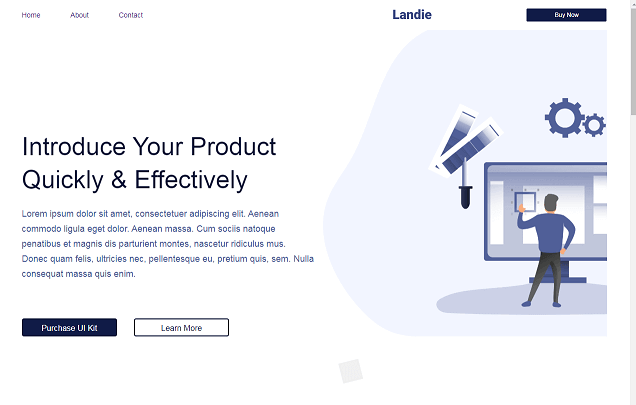 Home
About
Contact
Landie
Buy Now
Introduce Your Product
Quickly & Effectively
Lorem ipsum dolor sit amet, consectetuer adipiscing elit. Aenean
commodo ligula eget dolor. Aenean massa. Cum sociis natoque
penatibus et magnis dis parturient montes, nascetur ridiculus mus.
Donec quam felis, ultricies nec, pellentesque eu, pretium quis, sem. Nulla
consequat massa quis enim.
Purchase UI Kit
Learn More